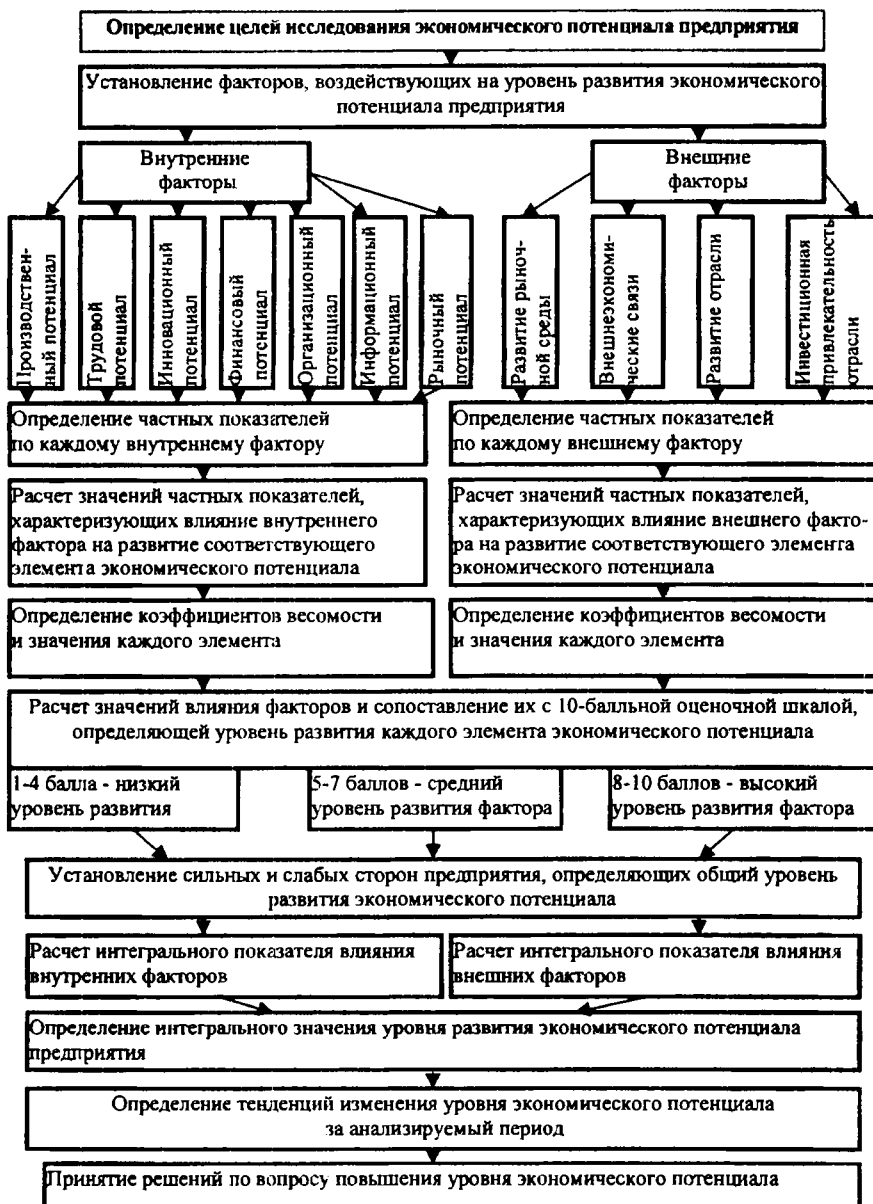 Определение целей исследования экономического потенциала предприятия
Установление факторов, воздействующих на уровень развития экономического
потенциала предприятия
Внутренние
факторы
Внешние
факторы
Производствен-
ный потенциал
Трудовой
потенциал
Инновационный
потенциал
Финансовый
потенциал
Организационный
потенциал
Информационный
потенциал
Рыночный
потенциал
Развитие рыноч-
ной среды
Внешнеэкономи-
ческие связи
Развитие отрасли
Инвестиционная
привлекательность
отрасли
Определение частных показателей
по каждому внутреннему фактору
Определение частных показателей
по каждому внешнему фактору
Расчет значений частных показателей,
характеризующих влияние внутреннего
фактора на развитие соответствующего
элемента экономического потенциала
Расчет значений частных показателей,
характеризующих влияние внешнего факто-
ра на развитие соответствующего элемента
экономического потенциала
Определение коэффициентов весомости
и значения каждого элемента
Определение коэффициентов весомости
и значения каждого элемента
Расчет значений влияния факторов и сопоставление их с 10-балльной оценочной шкалой,
определяющей уровень развития каждого элемента экономического потенциала
1-4 балла - низкий
уровень развития
5-7 баллов - средний
уровень развития фактора
8-10 баллов - высокий
уровень развития фактора
Установление сильных и слабых сторон предприятия, определяющих общий уровень
развития экономического потенциала
Расчет интегрального показателя влияния
внутренних факторов
Расчет интегрального показателя влияния
внешних факторов
Определение интегрального значения уровня развития экономического потенциала
предприятия
Определение тенденций изменения уровня экономического потенциала
за анализируемый период
Принятие решений по вопросу повышения уровня экономического потенциала